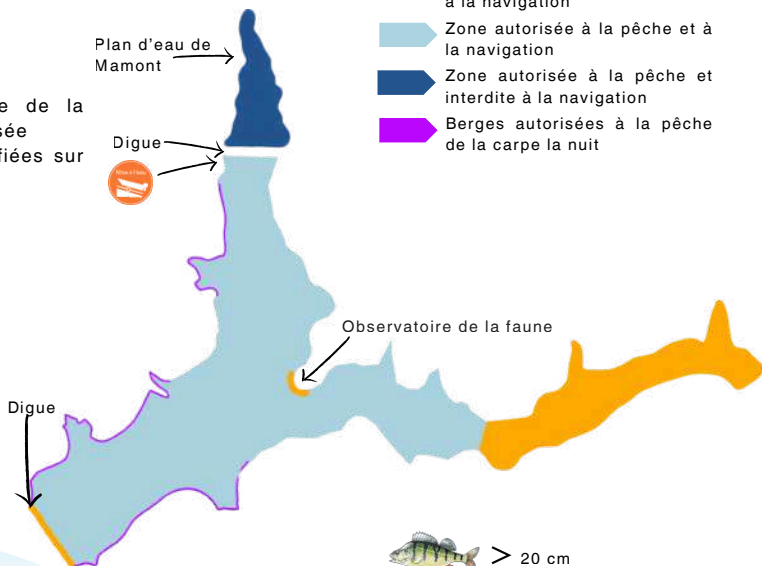 à la navigation
Zone autorisée à la pêche et à
la navigation
Zone autorisée à la pêche et
interdite à la navigation
Berges autorisées à la pêche
de la carpe la nuit
Plan d'eau de
Mamont
e de la
sée
fiées sur
Digue
Mise à l'eau
Observatoire de la faune
Digue
> 20 cm